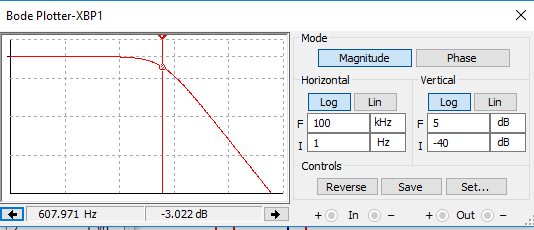 Bode Plotter-XBP1
Mode
Magnitude Phase
Horizontal Vertical
Log Lin Log Lin
F 100 kHz F 5 dB
I 1 Hz I -40 dB
Controls
Reverse Save Set...
607.971 Hz -3.022 dB
+ In - + Out -